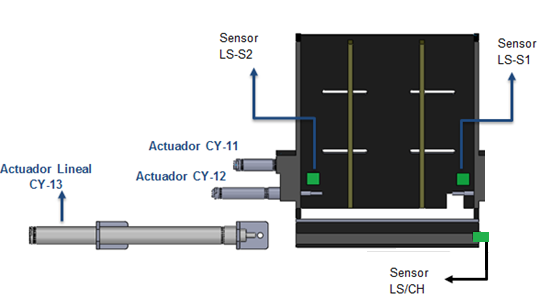 Sensor
LS-S2
Sensor
LS-S1
Actuador CY-11
Actuador Lineal
CY-13
Actuador CY-12
Sensor
LS/CH